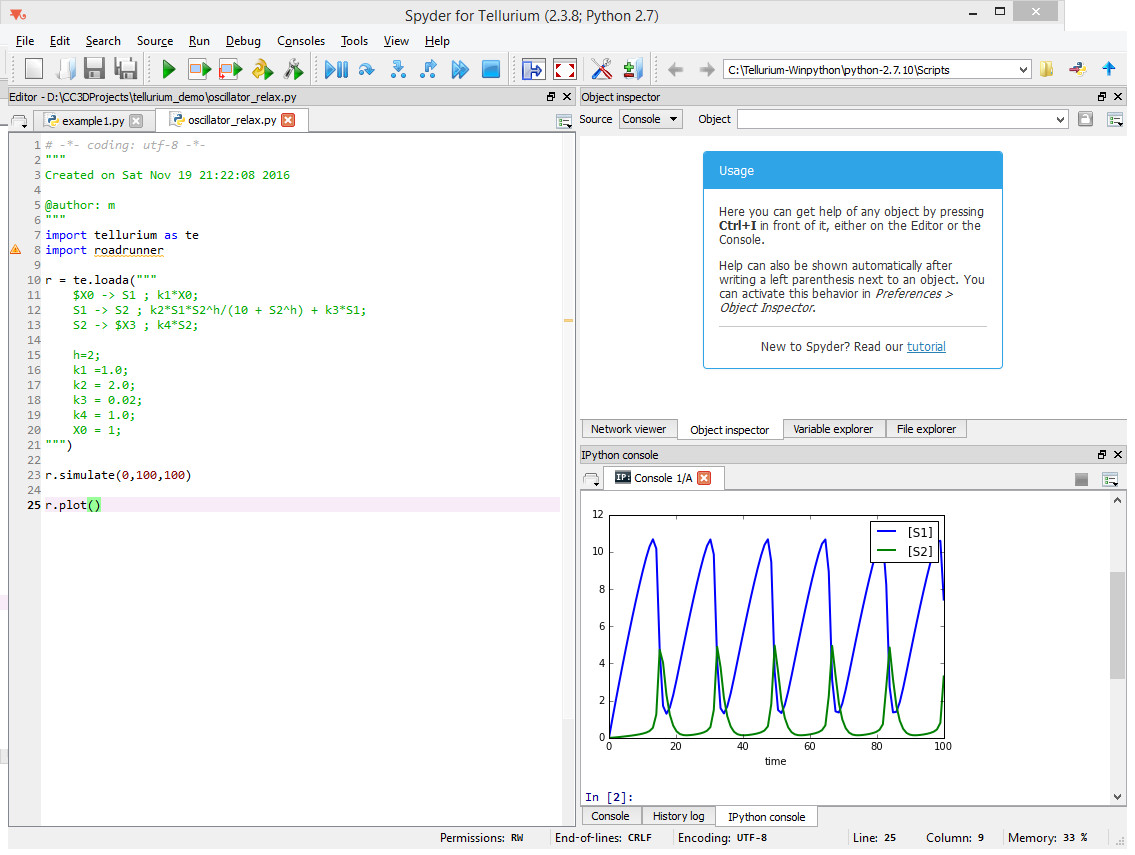 Spyder for Tellurium (2.3.8; Python 2.7)
File Edit Search Source Run Debug Consoles Tools View Help
C:\Tellurium-Winpython\python-2.7.10\Scripts
Editor - D:\CC3DProjects\tellurium_demo\oscillator_relax.py
example1.py oscillator_relax.py
1 # -*- coding: utf-8 -*-
2 """
3 Created on Sat Nov 19 21:22:08 2016
4
5 @author: m
6 """
7 import tellurium as te
8 import roadrunner
9
10 r = te.loada("""
11 $X0 -> S1 ; k1*X0;
12 S1 -> S2 ; k2*S1*S2^h/(10 + S2^h) + k3*S1;
13 S2 -> $X3 ; k4*S2;
14
15 h=2;
16 k1 =1.0;
17 k2 = 2.0;
18 k3 = 0.02;
19 k4 = 1.0;
20 X0 = 1;
21 """)
22
23 r.simulate(0,100,100)
24
25 r.plot()
Object inspector
Source Console Object
Usage
Here you can get help of any object by pressing
Ctrl+I in front of it, either on the Editor or the
Console.
Help can also be shown automatically after
writing a left parenthesis next to an object. You
can activate this behavior in Preferences >
Object Inspector.
New to Spyder? Read our tutorial
Network viewer Object inspector Variable explorer File explorer
IPython console
IP: Console 1/A
12
10
8
6
4
2
0
[S1]
[S2]
0 20 40 60 80 100
time
In [2]:
Console History log IPython console
Permissions: RW End-of-lines: CRLF Encoding: UTF-8 Line: 25 Column: 9 Memory: 33 %